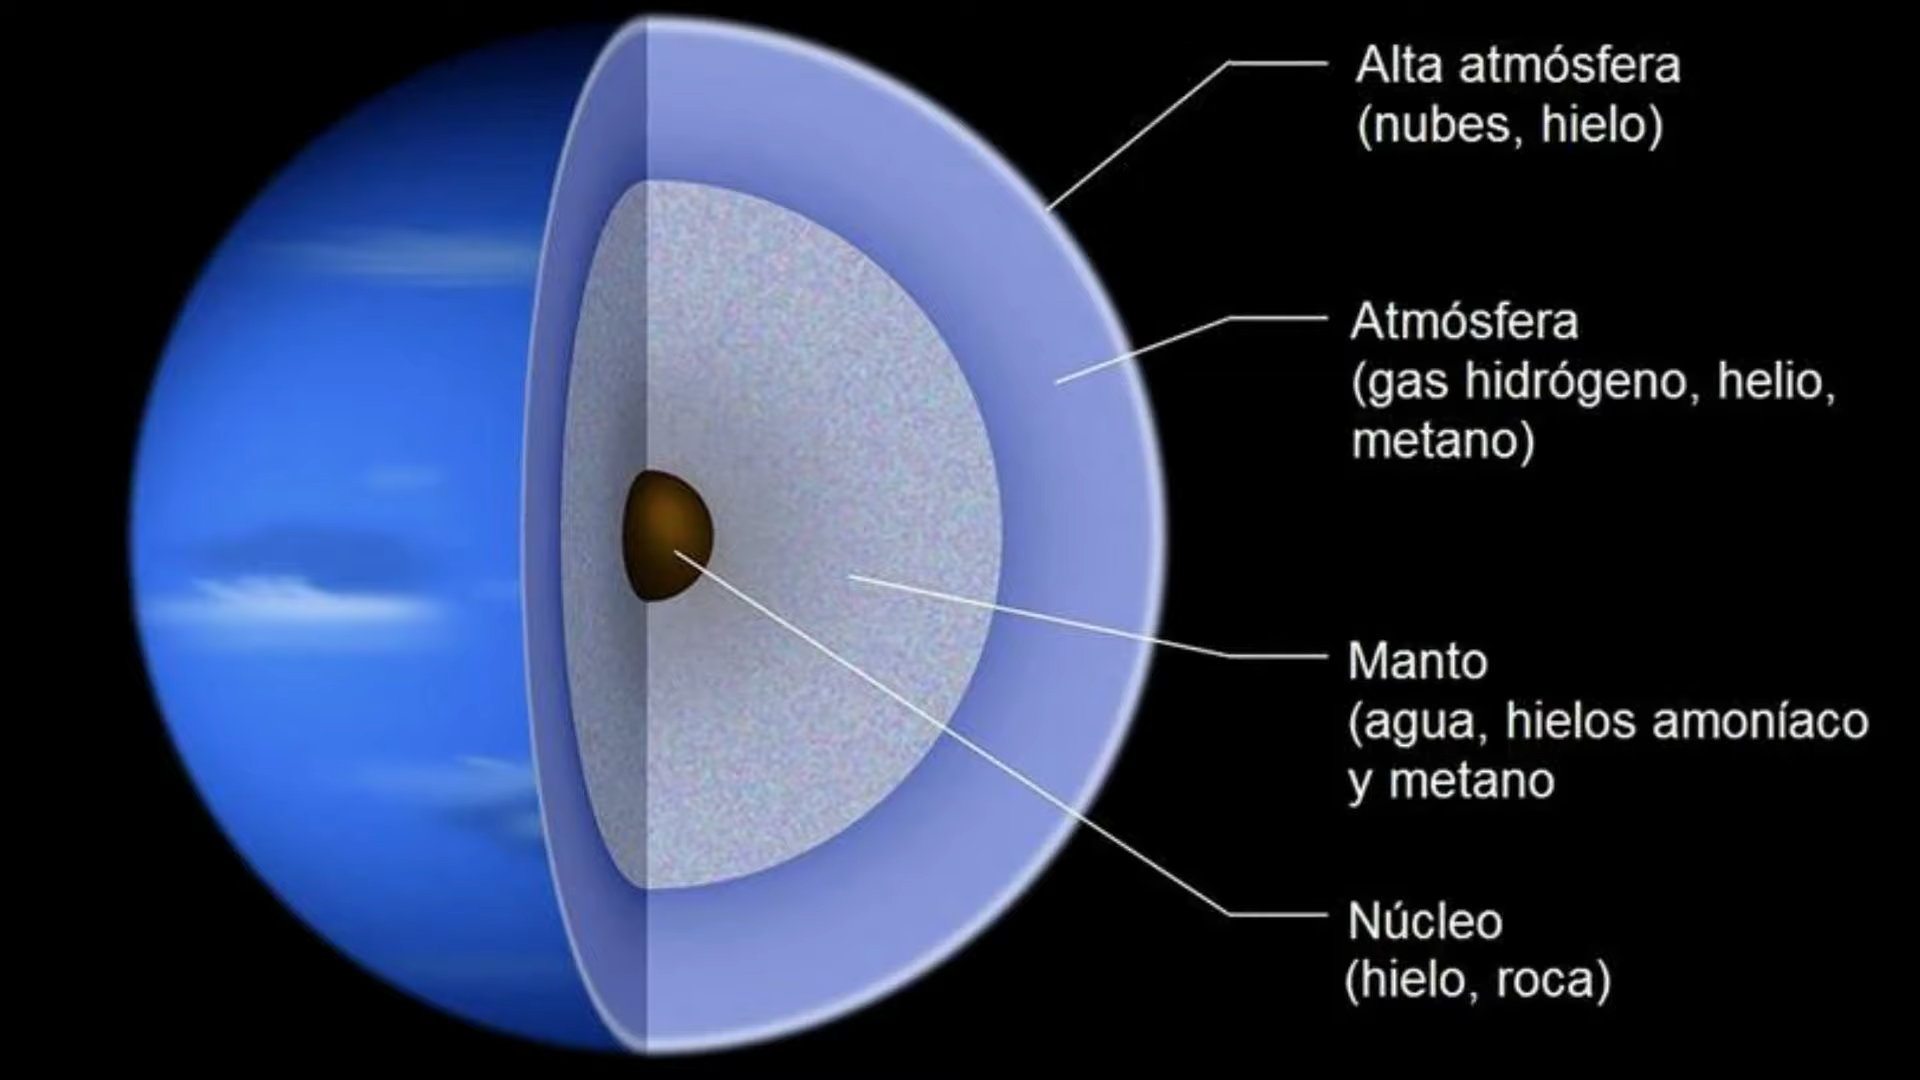 Alta atmósfera
(nubes, hielo)
Atmósfera
(gas hidrógeno, helio,
metano)
Manto
(agua, hielos amoníaco
y metano
Núcleo
(hielo, roca)